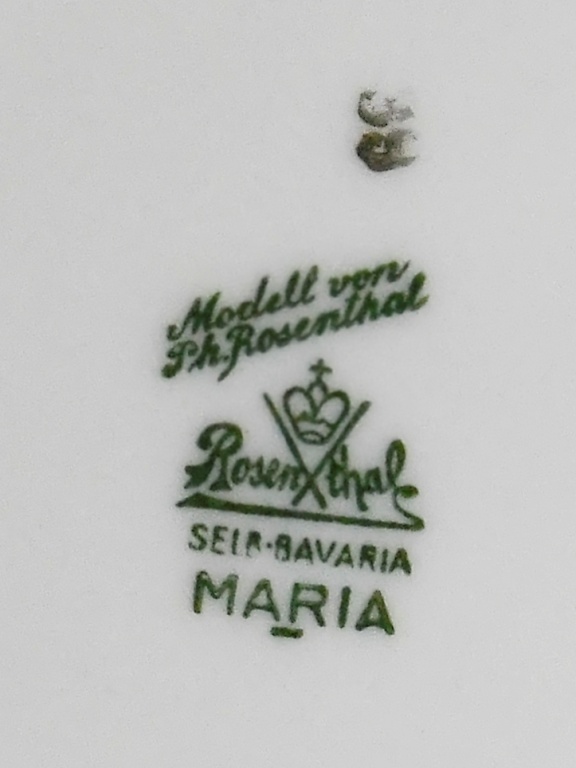 Modell von
Ph. Rosenthal
Rosenthal
SELB-BAVARIA
MARIA